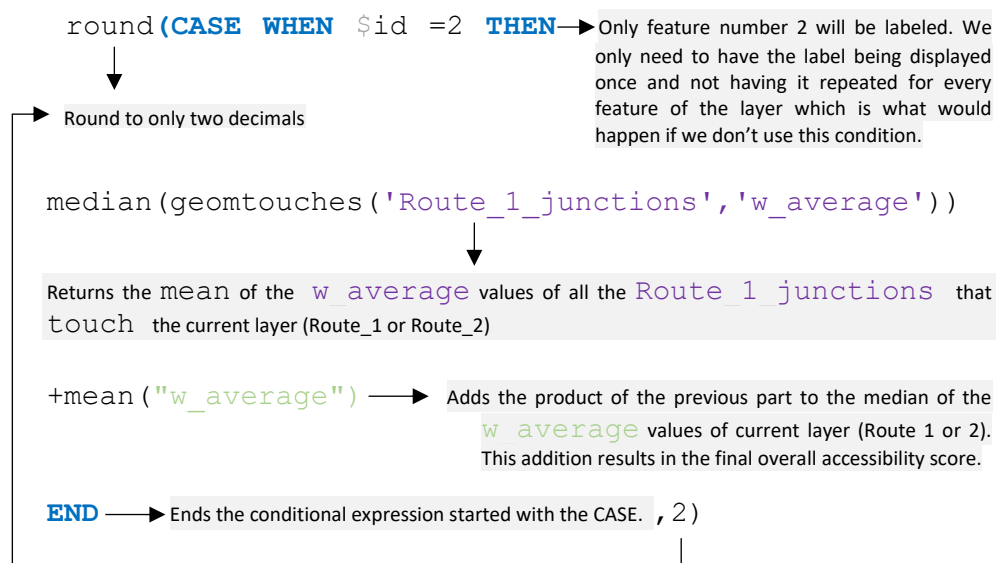 round(CASE WHEN $id =2 THEN
Only feature number 2 will be labeled. We
only need to have the label being displayed
once and not having it repeated for every
feature of the layer which is what would
happen if we don't use this condition.
Round to only two decimals
median(geomtouches('Route_1_junctions','w_average'))
Returns the mean of the w_average values of all the Route_1_junctions that
touch the current layer (Route_1 or Route_2)
+mean("w_average")
Adds the product of the previous part to the median of the
w_average values of current layer (Route 1 or 2).
This addition results in the final overall accessibility score.
END
Ends the conditional expression started with the CASE. ,2)